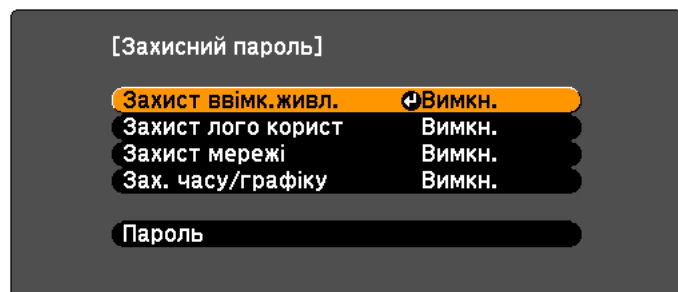 [Захисний пароль]
Захист ввімк.живл. Вимкн.
Захист лого корист Вимкн.
Захист мережі Вимкн.
Зах. часу/графіку Вимкн.
Пароль